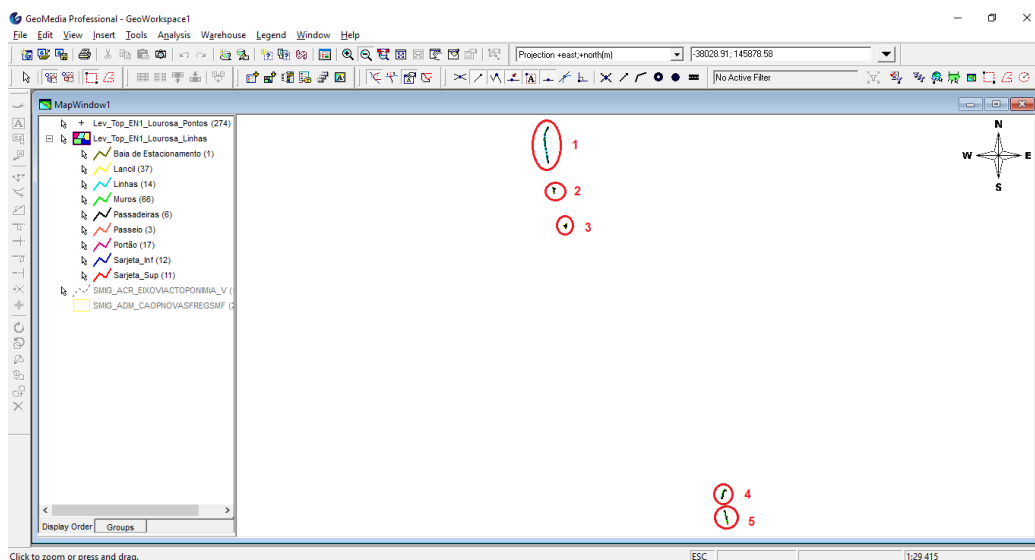 GeoMedia Professional - GeoWorkspace1
File Edit View Insert Tools Analysis Warehouse Legend Window Help
Projection +east;+north(m)
-38028.91; 145878.58
No Active Filter
MapWindow1
Lev_Top_EN1_Lourosa_Pontos (274)
Lev_Top_EN1_Lourosa_Linhas
Baia de Estacionamento (1)
Lancil (37)
Linhas (14)
Muros (66)
Passadeiras (6)
Passeio (3)
Portão (17)
Sarjeta_Inf (12)
Sarjeta_Sup (11)
SMIG_ACR_EIXOVIACTOPONIMIA_V (
SMIG_ADM_CAOPNOVASFREGSMF (2
1
2
3
4
5
N
W E
S
Display Order Groups
Click to zoom or press and drag.
ESC
1:29 415